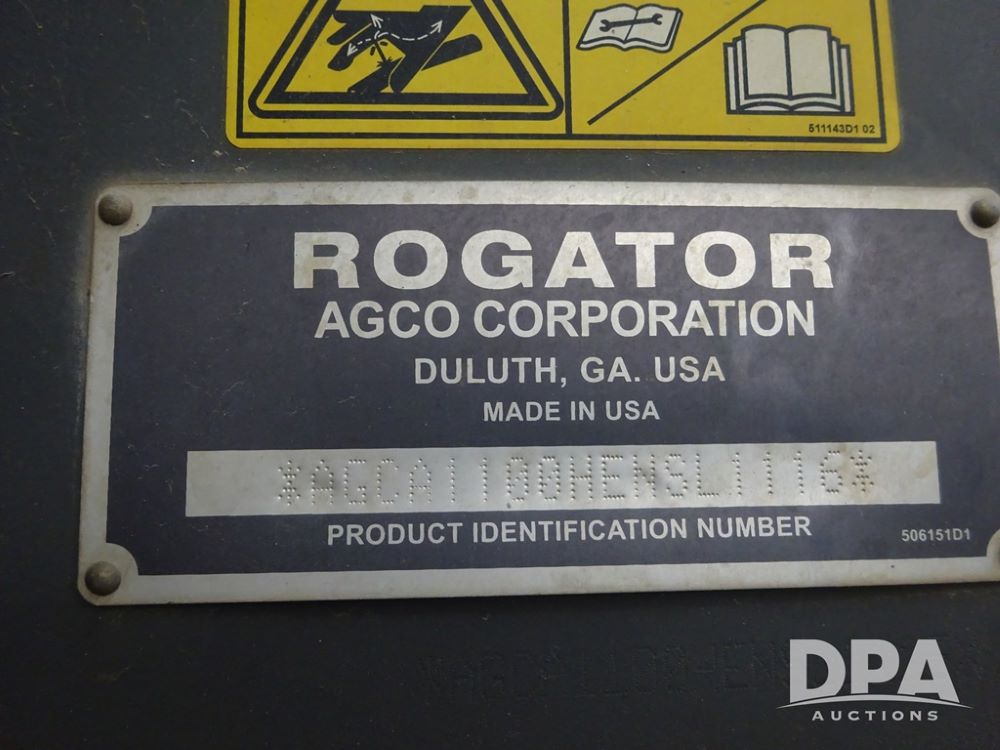 511143D1 02
ROGATOR
AGCO CORPORATION
DULUTH, GA. USA
MADE IN USA
*AGCA1100HENSL1116*
PRODUCT IDENTIFICATION NUMBER
506151D1
DPA
AUCTIONS